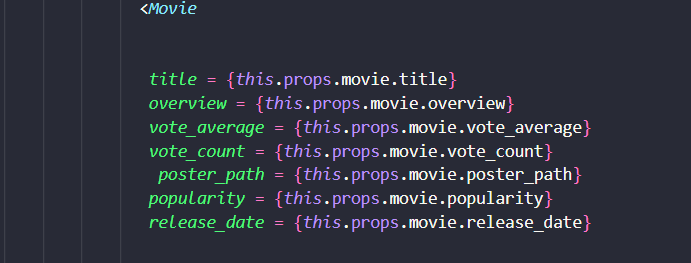 <Movie
title = {this.props.movie.title}
overview = {this.props.movie.overview}
vote_average = {this.props.movie.vote_average}
vote_count = {this.props.movie.vote_count}
poster_path = {this.props.movie.poster_path}
popularity = {this.props.movie.popularity}
release_date = {this.props.movie.release_date}